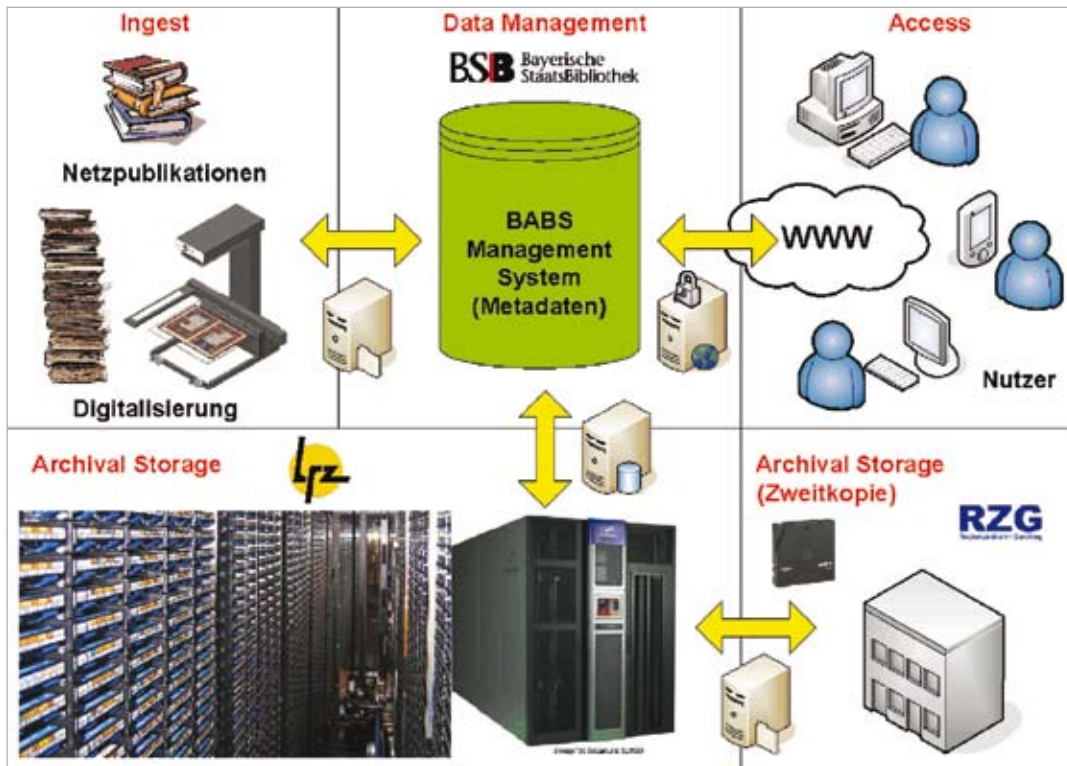 Ingest
Netzpublikationen
Digitalisierung
Data Management
BSB Bayerische
StaatsBibliothek
BABS
Management
System
(Metadaten)
Access
WWW
Nutzer
Archival Storage
lrz
Archival Storage
(Zweitkopie)
RZG